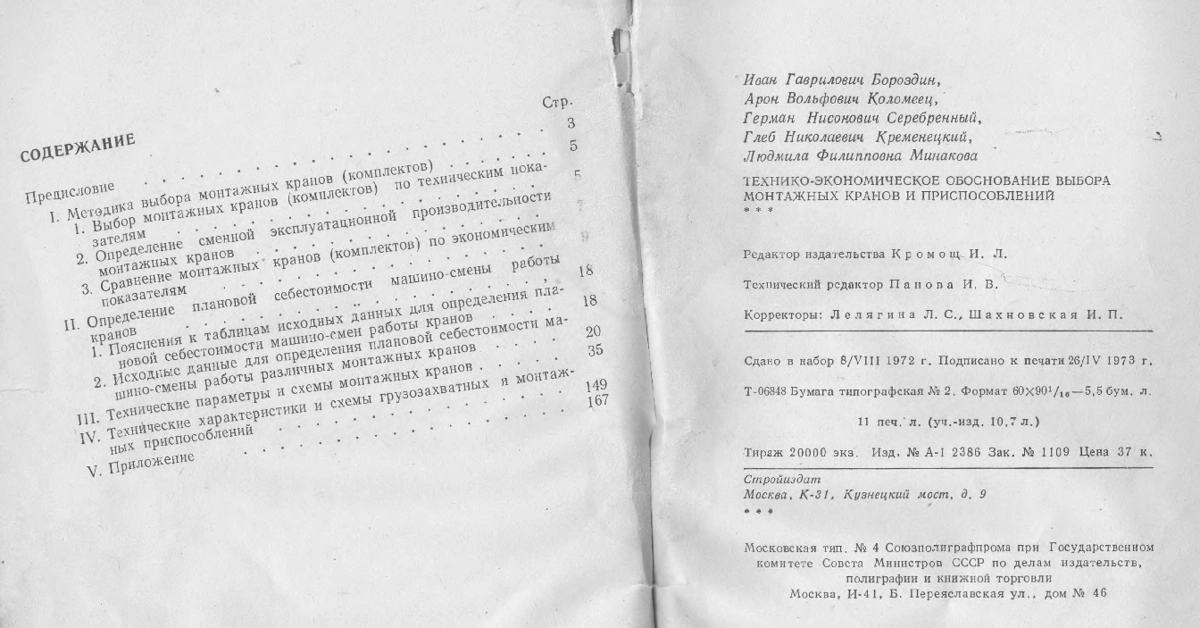 Стр.
СОДЕРЖАНИЕ
Предисловие . . . . . . . . . . . . . . . . 3
I. Методика выбора монтажных кранов (комплектов) . . . . . . . 5
1. Выбор монтажных кранов (комплектов) по техническим пока-
зателям . . . . . . . . . . . . . . . . 5
2. Определение сменной эксплуатационной производительности
монтажных кранов . . . . . . . . . . . . . 7
3. Сравнение монтажных кранов (комплектов) по экономическим
показателям . . . . . . . . . . . . . . 9
II. Определение плановой себестоимости машино-смены работы
кранов . . . . . . . . . . . . . . . . 18
1. Пояснения к таблицам исходных данных для определения пла-
новой себестоимости машино-смен работы кранов . . . . . 18
2. Исходные данные для определения плановой себестоимости ма-
шино-смены работы различных монтажных кранов . . . . . 20
III. Технические параметры и схемы монтажных кранов . . . . . 35
IV. Технические характеристики и схемы грузозахватных и монтаж-
ных приспособлений . . . . . . . . . . . . . . 149
V. Приложение . . . . . . . . . . . . . . . . 167
Иван Гаврилович Бороздин,
Арон Вольфович Коломеец,
Герман Нисонович Серебренный,
Глеб Николаевич Кременецкий,
Людмила Филипповна Минакова
ТЕХНИКО-ЭКОНОМИЧЕСКОЕ ОБОСНОВАНИЕ ВЫБОРА
МОНТАЖНЫХ КРАНОВ И ПРИСПОСОБЛЕНИЙ
* * *
Редактор издательства Кромощ И. Л.
Технический редактор Панова И. В.
Корректоры: Лелягина Л. С., Шахновская И. П.
Сдано в набор 8/VIII 1972 г. Подписано к печати 26/IV 1973 г.
Т-06848 Бумага типографская № 2. Формат 60×90¹/₁₆—5,5 бум. л.
11 печ. л. (уч.-изд. 10,7 л.)
Тираж 20000 экз. Изд. № А-1 2386 Зак. № 1109 Цена 37 к.
Стройиздат
Москва, К-31, Кузнецкий мост, д. 9
* * *
Московская тип. № 4 Союзполиграфпрома при Государственном
комитете Совета Министров СССР по делам издательств,
полиграфии и книжной торговли
Москва, И-41, Б. Переяславская ул., дом № 46